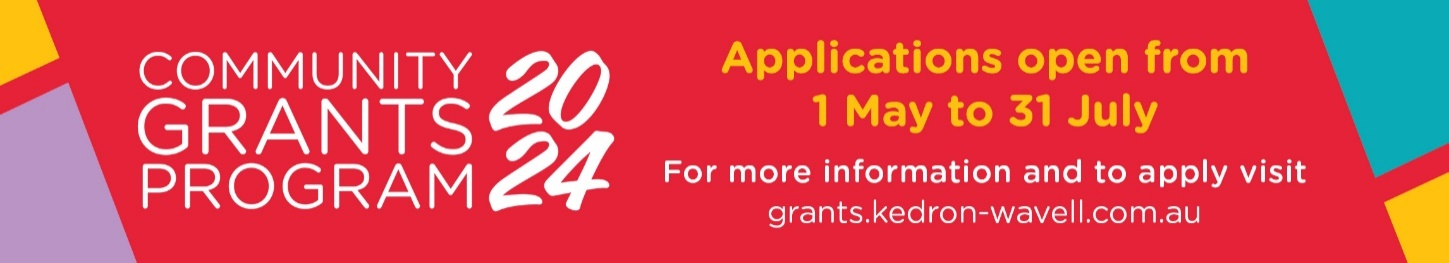 COMMUNITY
GRANTS
PROGRAM
20
24
Applications open from
1 May to 31 July
For more information and to apply visit
grants.kedron-wavell.com.au